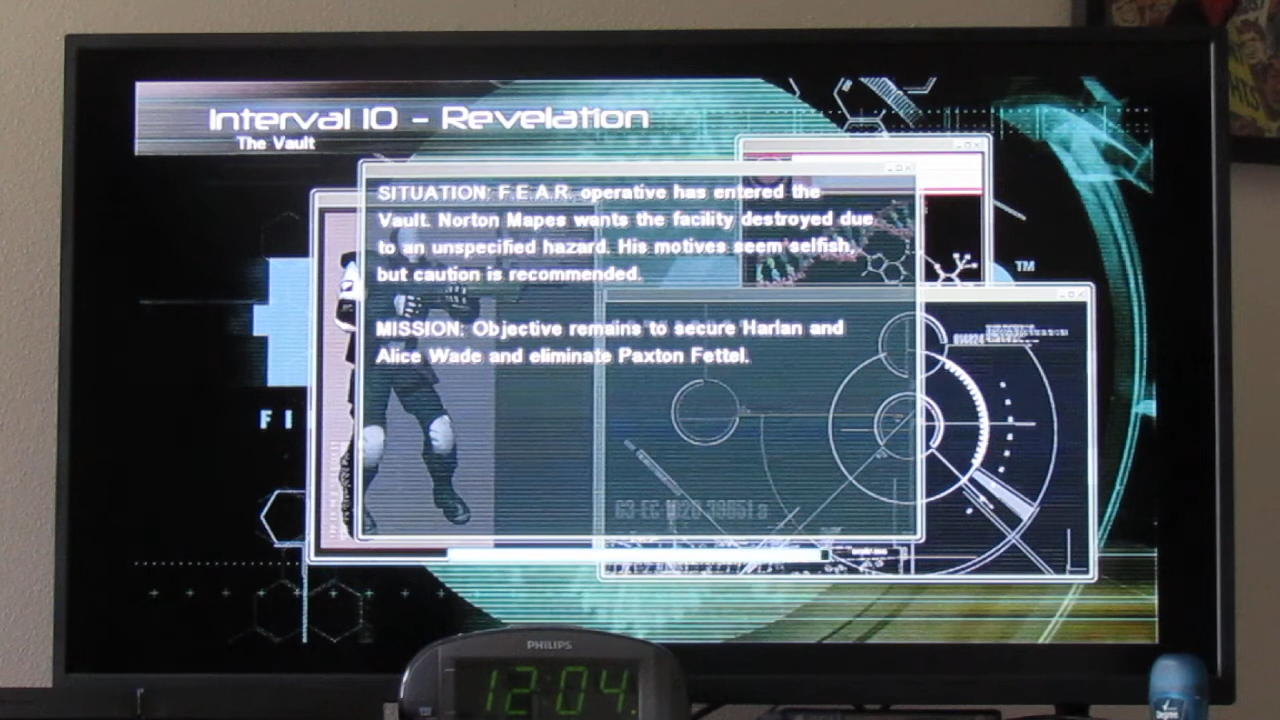 Interval 10 - Revelation
The Vault
SITUATION: F.E.A.R. operative has entered the
Vault. Norton Mapes wants the facility destroyed due
to an unspecified hazard. His motives seem selfish,
but caution is recommended.
MISSION: Objective remains to secure Harlan and
Alice Wade and eliminate Paxton Fettel.
TM
F I
PHILIPS
12:04